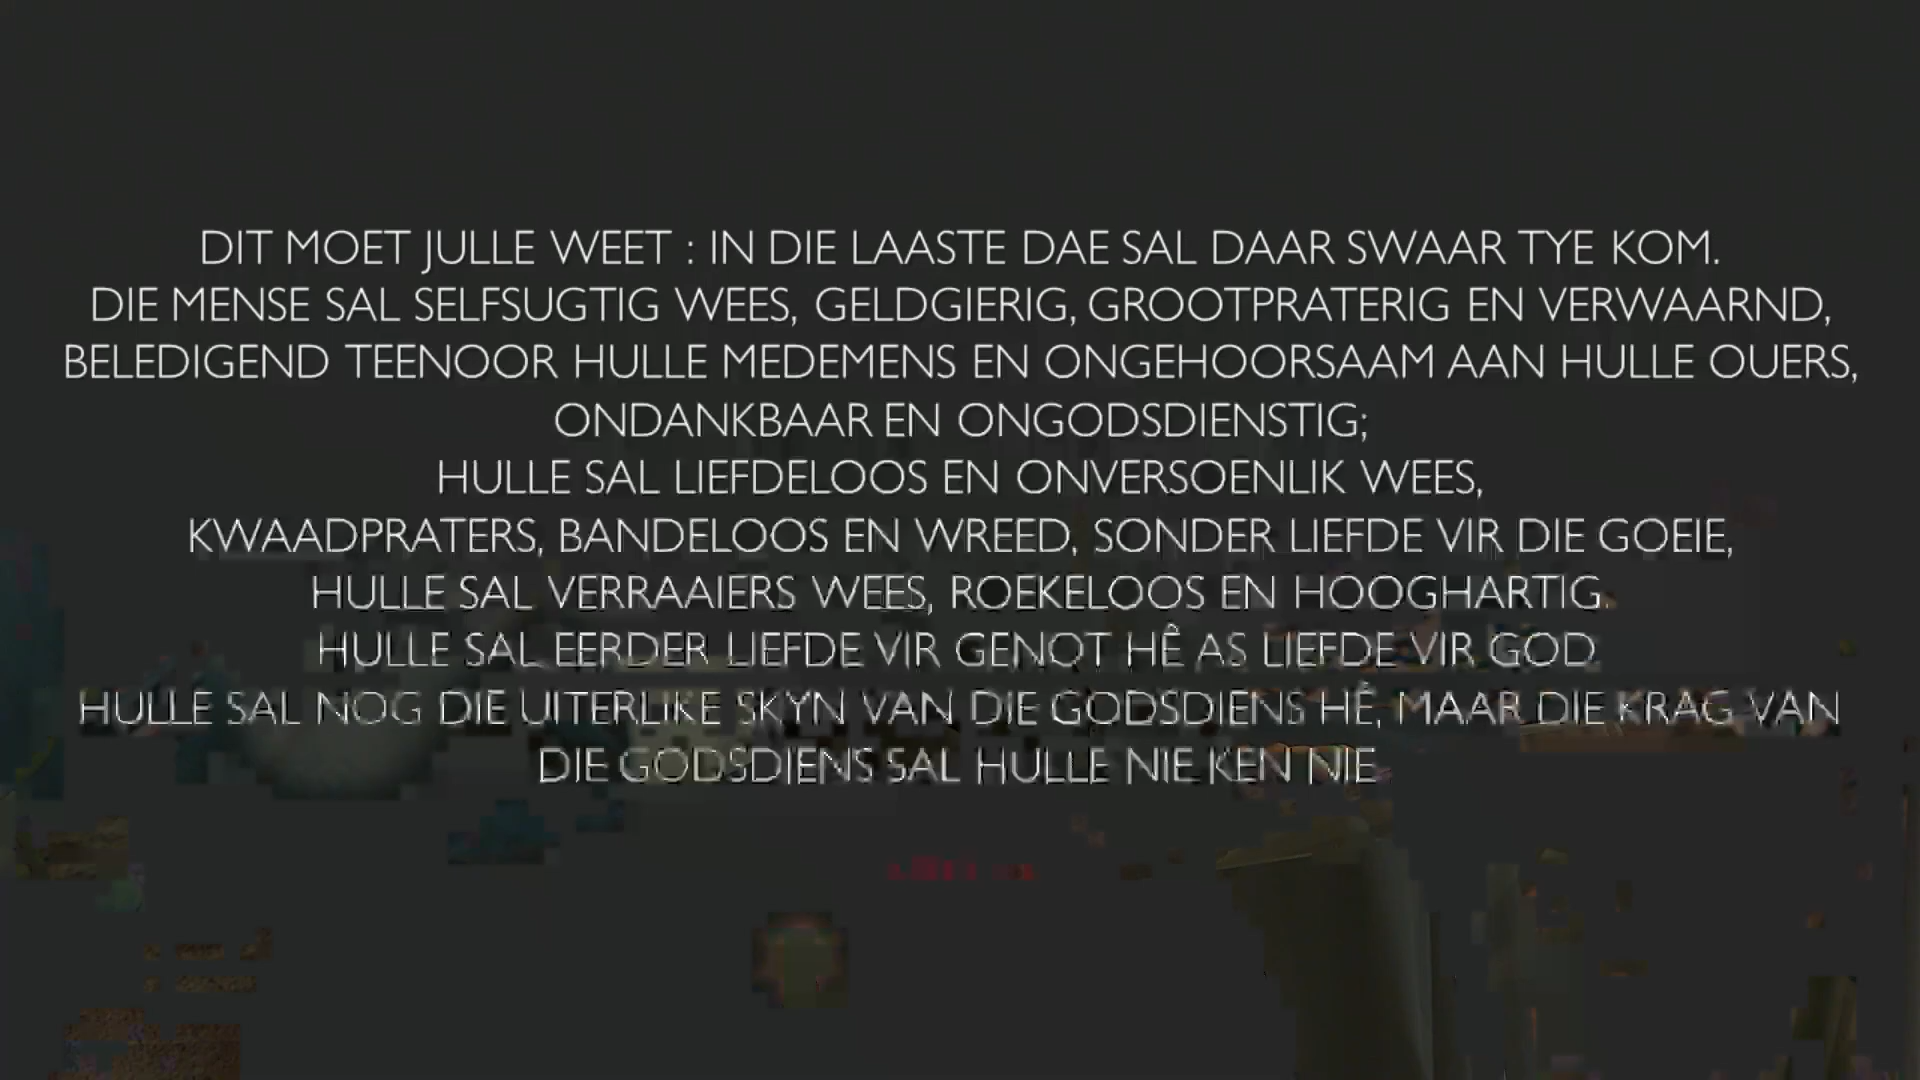 DIT MOET JULLE WEET : IN DIE LAASTE DAE SAL DAAR SWAAR TYE KOM.
DIE MENSE SAL SELFSUGTIG WEES, GELDGIERIG, GROOTPRATERIG EN VERWAARND,
BELEDIGEND TEENOOR HULLE MEDEMENS EN ONGEHOORSAAM AAN HULLE OUERS,
ONDANKBAAR EN ONGODSDIENSTIG;
HULLE SAL LIEFDELOOS EN ONVERSOENLIK WEES,
KWAADPRATERS, BANDELOOS EN WREED, SONDER LIEFDE VIR DIE GOEIE,
HULLE SAL VERRAAIERS WEES, ROEKELOOS EN HOOGHARTIG.
HULLE SAL EERDER LIEFDE VIR GENOT HÊ AS LIEFDE VIR GOD.
HULLE SAL NOG DIE UITERLIKE SKYN VAN DIE GODSDIENS HÊ, MAAR DIE KRAG VAN
DIE GODSDIENS SAL HULLE NIE KEN NIE.